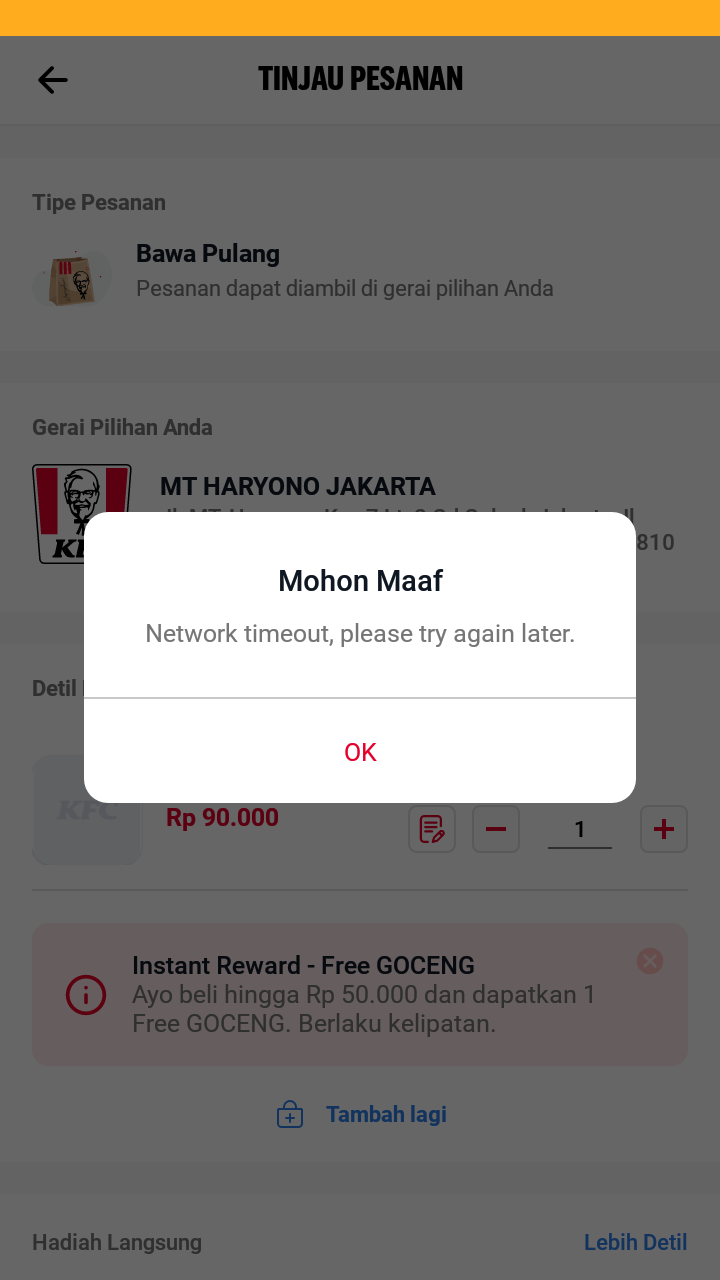 TINJAU PESANAN
Tipe Pesanan
Bawa Pulang
Pesanan dapat diambil di gerai pilihan Anda
Gerai Pilihan Anda
MT HARYONO JAKARTA
810
Mohon Maaf
Network timeout, please try again later.
OK
Detil
KFC
Rp 90.000
1
Instant Reward - Free GOCENG
Ayo beli hingga Rp 50.000 dan dapatkan 1
Free GOCENG. Berlaku kelipatan.
Tambah lagi
Hadiah Langsung
Lebih Detil